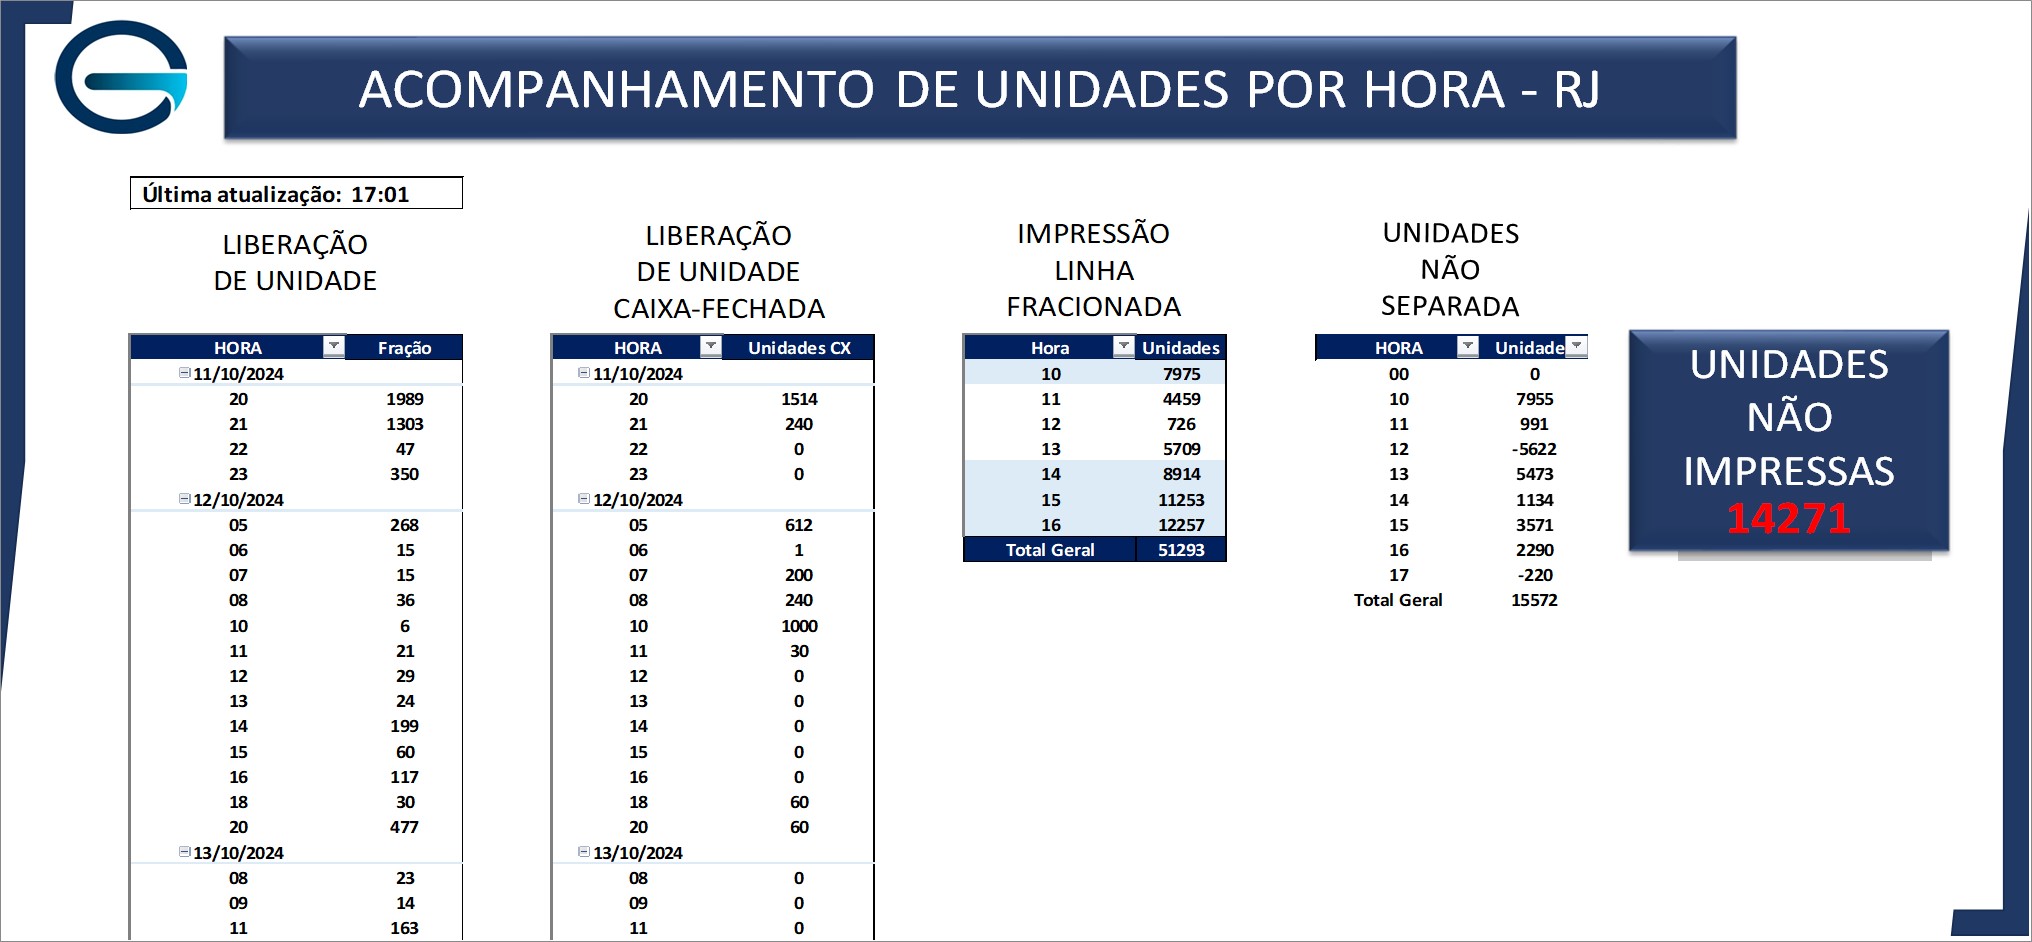 ACOMPANHAMENTO DE UNIDADES POR HORA - RJ
Última atualização: 17:01
LIBERAÇÃO
DE UNIDADE
HORA Fração
11/10/2024
20 1989
21 1303
22 47
23 350
12/10/2024
05 268
06 15
07 15
08 36
10 6
11 21
12 29
13 24
14 199
15 60
16 117
18 30
20 477
13/10/2024
08 23
09 14
11 163
LIBERAÇÃO
DE UNIDADE
CAIXA-FECHADA
HORA Unidades CX
11/10/2024
20 1514
21 240
22 0
23 0
12/10/2024
05 612
06 1
07 200
08 240
10 1000
11 30
12 0
13 0
14 0
15 0
16 0
18 60
20 60
13/10/2024
08 0
09 0
11 0
IMPRESSÃO
LINHA
FRACIONADA
Hora Unidades
10 7975
11 4459
12 726
13 5709
14 8914
15 11253
16 12257
Total Geral 51293
UNIDADES
NÃO
SEPARADA
HORA Unidade
00 0
10 7955
11 991
12 -5622
13 5473
14 1134
15 3571
16 2290
17 -220
Total Geral 15572
UNIDADES
NÃO
IMPRESSAS
14271